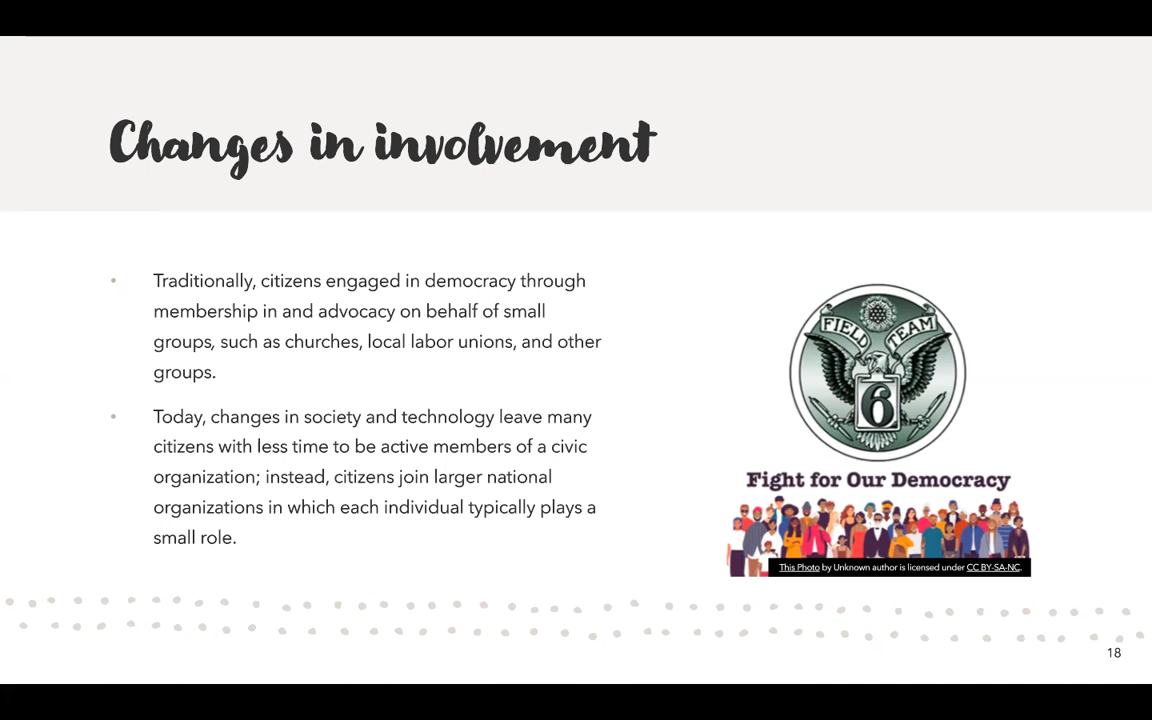 Changes in involvement
• Traditionally, citizens engaged in democracy through
membership in and advocacy on behalf of small
groups, such as churches, local labor unions, and other
groups.
• Today, changes in society and technology leave many
citizens with less time to be active members of a civic
organization; instead, citizens join larger national
organizations in which each individual typically plays a
small role.
FIELD TEAM
6
Fight for Our Democracy
This Photo by Unknown author is licensed under CC BY-SA-NC.
18